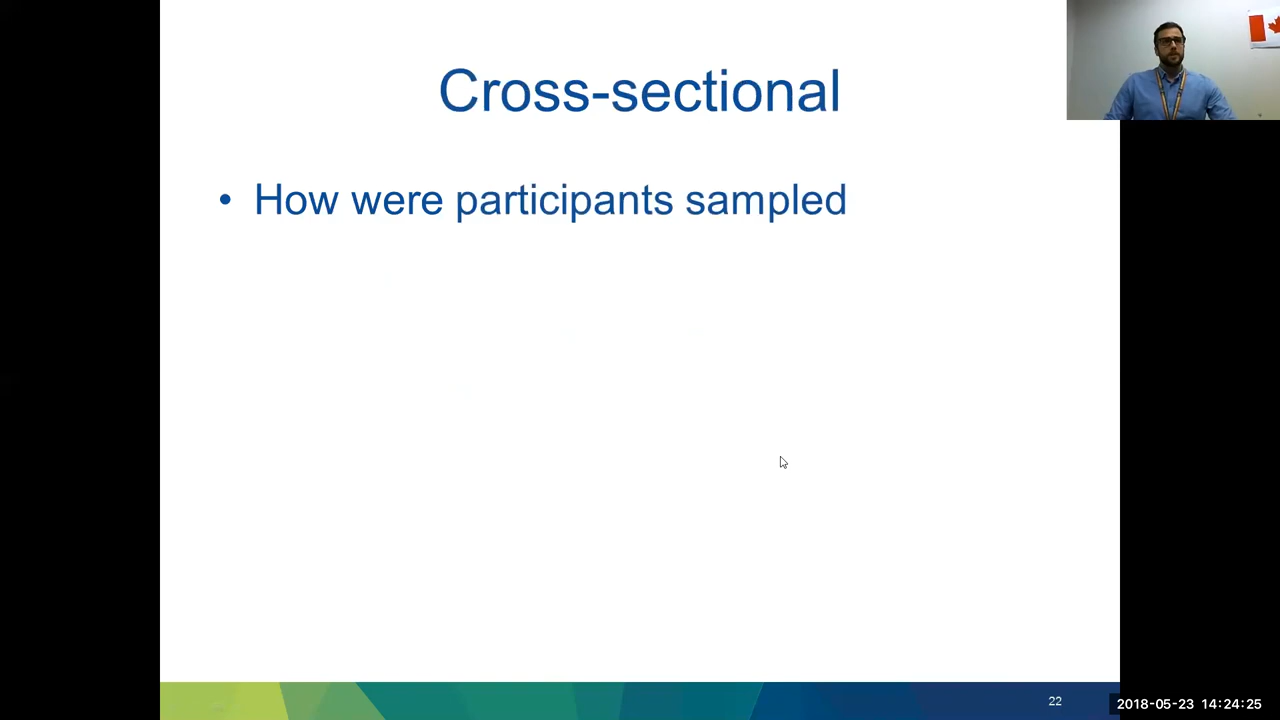 Cross-sectional
• How were participants sampled
22
2018-05-23 14:24:25